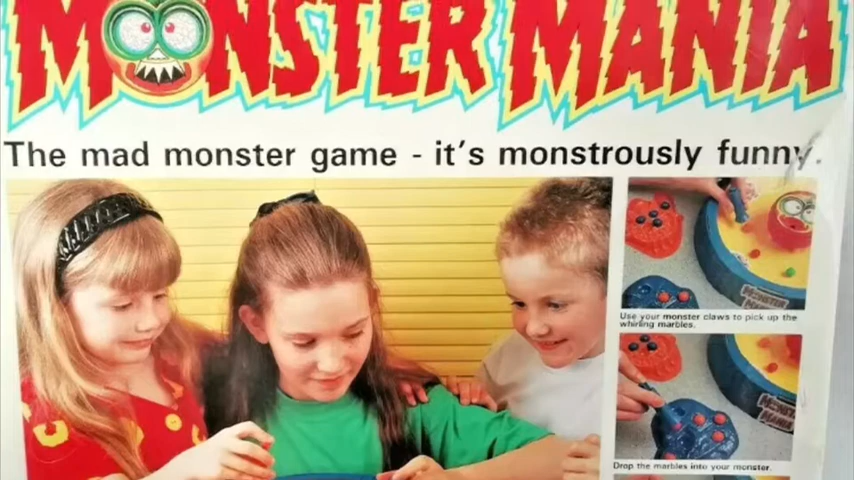 MONSTER MANIA
The mad monster game - it's monstrously funny.
MONSTER
Use your monster claws to pick up the
whirling marbles.
Drop the marbles into your monster.